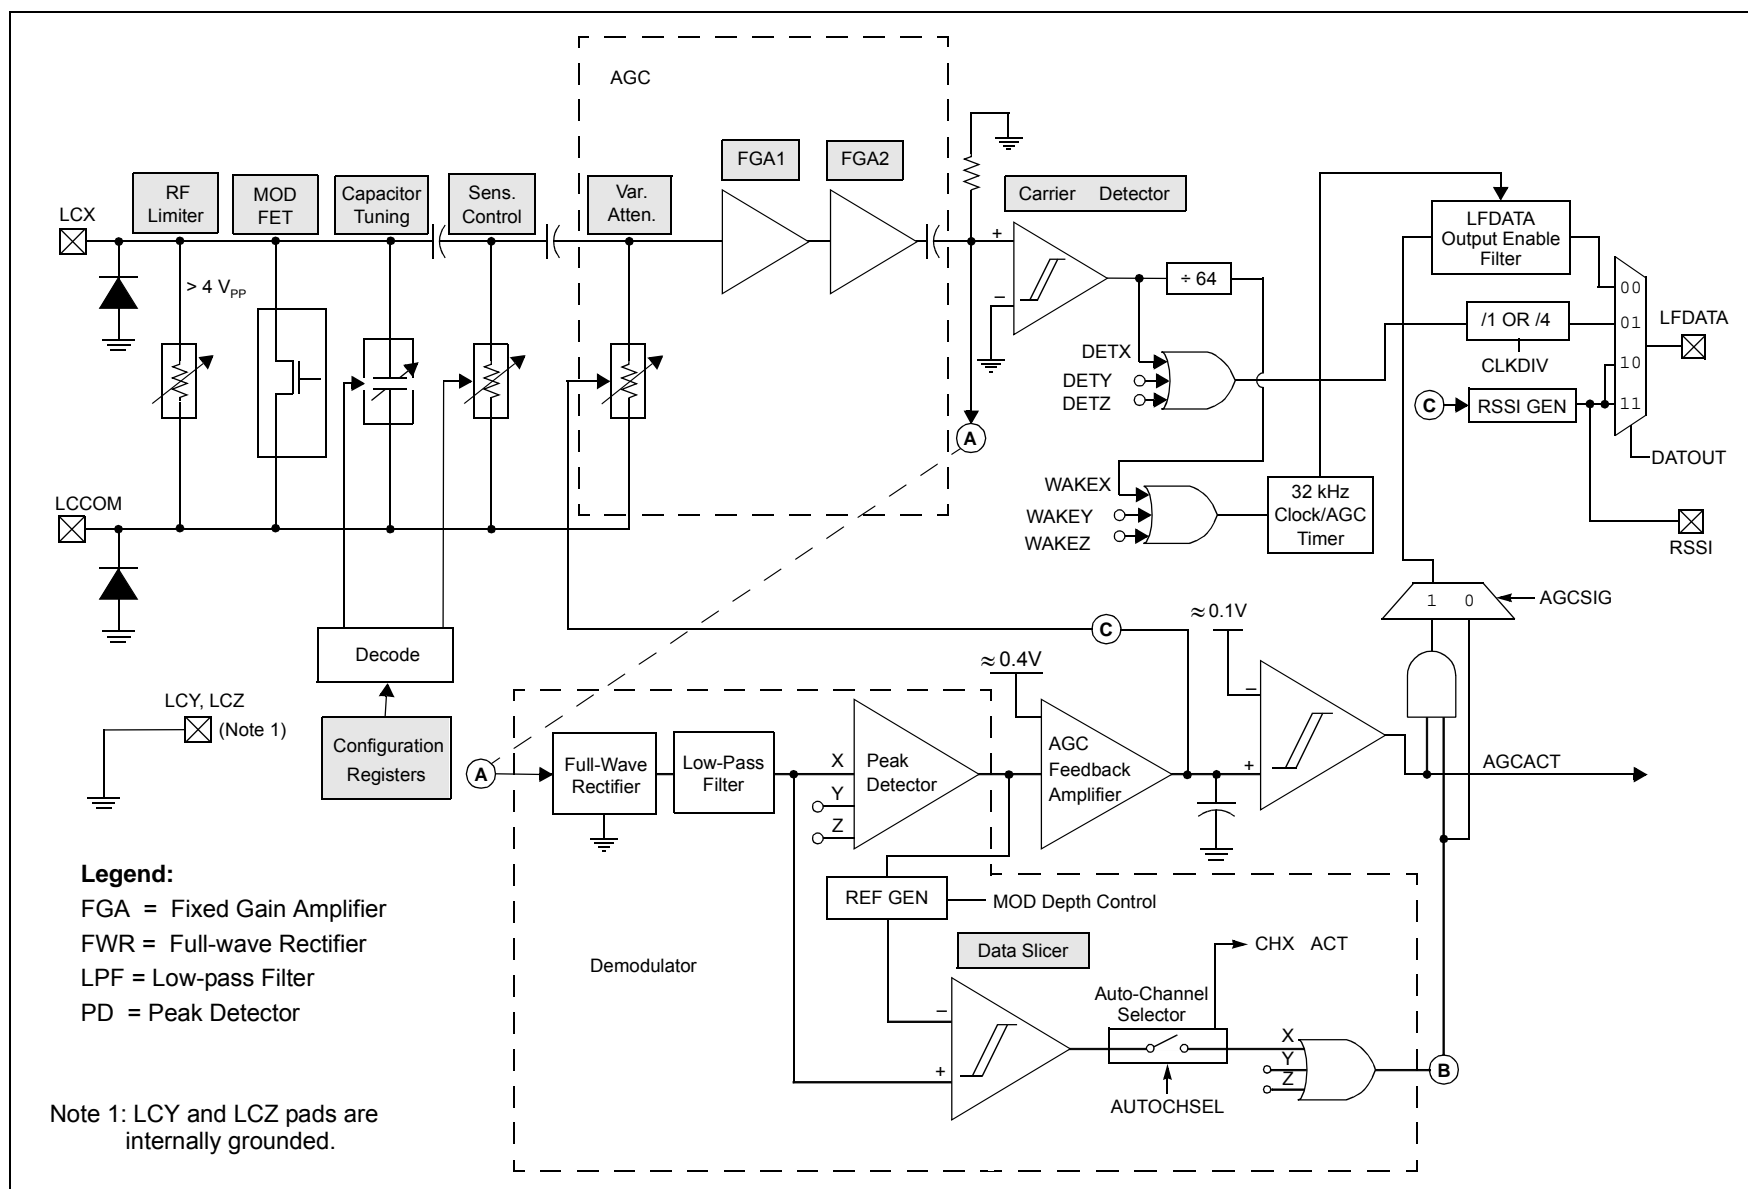 AGC
FGA1
FGA2
RF
Limiter
MOD
FET
Capacitor
Tuning
Sens.
Control
Var.
Atten.
Carrier Detector
LCX
> 4 VPP
+
−
÷ 64
LFDATA
Output Enable
Filter
00
01
10
11
/1 OR /4
CLKDIV
LFDATA
DETX
DETY
DETZ
C
RSSI GEN
DATOUT
A
WAKEX
WAKEY
WAKEZ
32 kHz
Clock/AGC
Timer
RSSI
LCCOM
1 0
AGCSIG
≈ 0.1V
C
Decode
≈ 0.4V
LCY, LCZ
(Note 1)
Configuration
Registers
A
Full-Wave
Rectifier
Low-Pass
Filter
X
Y
Z
Peak
Detector
AGC
Feedback
Amplifier
−
+
AGCACT
REF GEN
MOD Depth Control
Legend:
FGA = Fixed Gain Amplifier
FWR = Full-wave Rectifier
LPF = Low-pass Filter
PD = Peak Detector
Demodulator
Data Slicer
CHX ACT
Auto-Channel
Selector
−
+
X
Y
Z
B
AUTOCHSEL
Note 1: LCY and LCZ pads are
internally grounded.